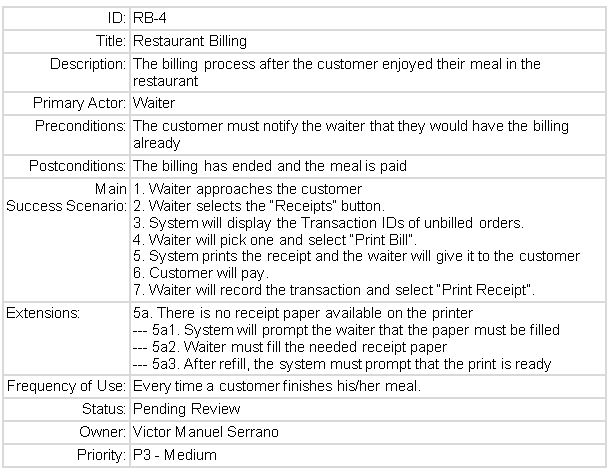 ID: RB-4
Title: Restaurant Billing
Description: The billing process after the customer enjoyed their meal in the
restaurant
Primary Actor: Waiter
Preconditions: The customer must notify the waiter that they would have the billing
already
Postconditions: The billing has ended and the meal is paid
Main 1. Waiter approaches the customer
Success Scenario: 2. Waiter selects the "Receipts" button.
3. System will display the Transaction IDs of unbilled orders.
4. Waiter will pick one and select "Print Bill".
5. System prints the receipt and the waiter will give it to the customer
6. Customer will pay.
7. Waiter will record the transaction and select "Print Receipt".
Extensions: 5a. There is no receipt paper available on the printer
--- 5a1. System will prompt the waiter that the paper must be filled
--- 5a2. Waiter must fill the needed receipt paper
--- 5a3. After refill, the system must prompt that the print is ready
Frequency of Use: Every time a customer finishes his/her meal.
Status: Pending Review
Owner: Victor Manuel Serrano
Priority: P3 - Medium